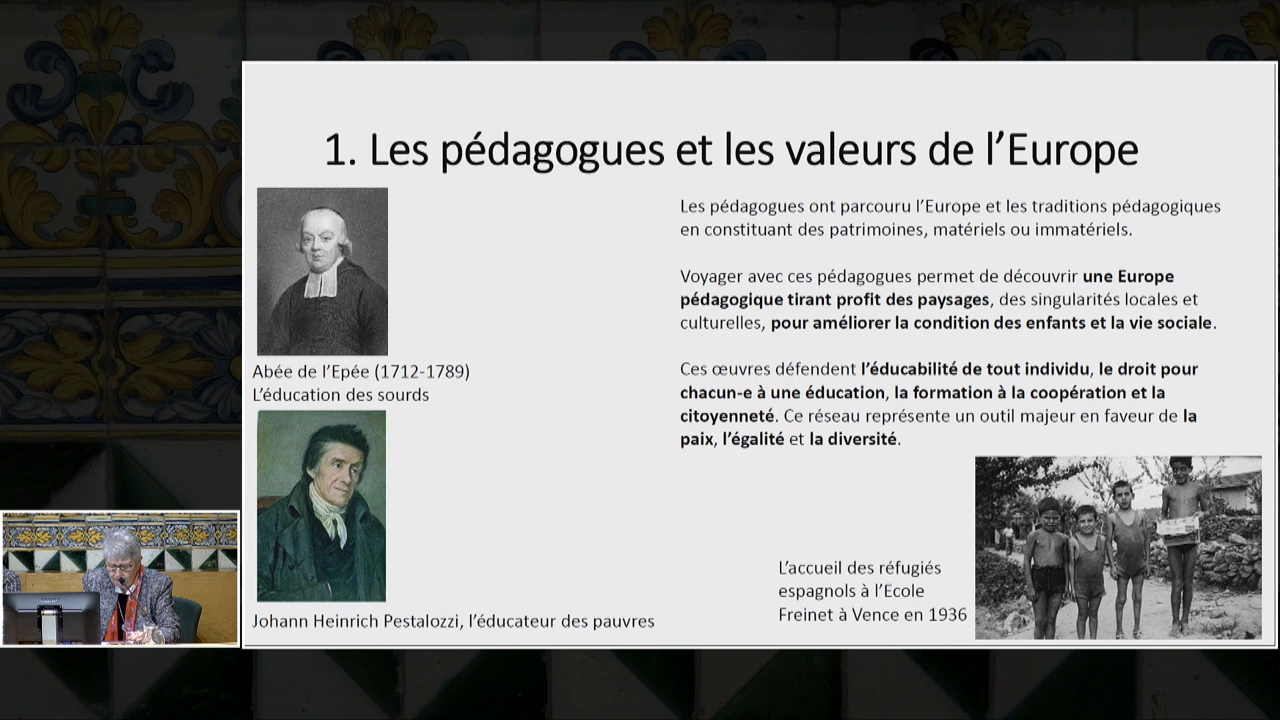 1. Les pédagogues et les valeurs de l’Europe
Abée de l’Epée (1712-1789)
L’éducation des sourds
Johann Heinrich Pestalozzi, l’éducateur des pauvres
Les pédagogues ont parcouru l’Europe et les traditions pédagogiques
en constituant des patrimoines, matériels ou immatériels.
Voyager avec ces pédagogues permet de découvrir une Europe
pédagogique tirant profit des paysages, des singularités locales et
culturelles, pour améliorer la condition des enfants et la vie sociale.
Ces œuvres défendent l’éducabilité de tout individu, le droit pour
chacun-e à une éducation, la formation à la coopération et la
citoyenneté. Ce réseau représente un outil majeur en faveur de la
paix, l’égalité et la diversité.
L’accueil des réfugiés
espagnols à l’Ecole
Freinet à Vence en 1936